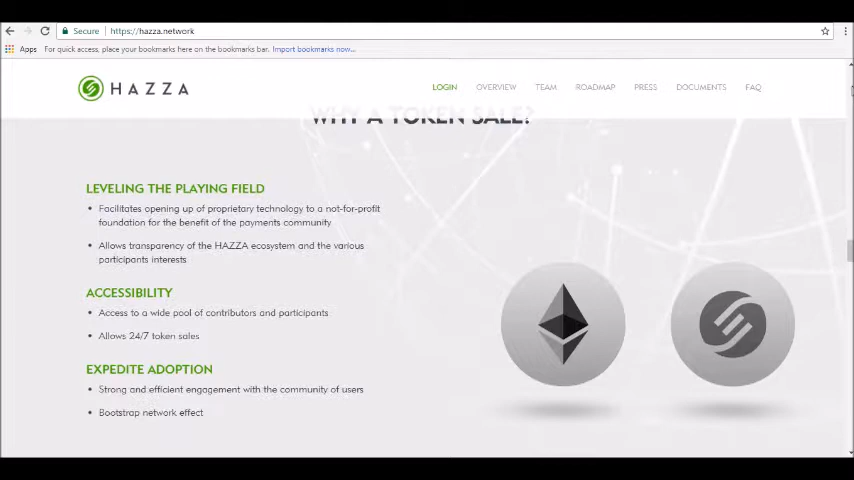 Secure https://hazza.network
Apps For quick access, place your bookmarks here on the bookmarks bar. Import bookmarks now...
HAZZA LOGIN OVERVIEW TEAM ROADMAP PRESS DOCUMENTS FAQ
WHY A TOKEN SALE?
LEVELING THE PLAYING FIELD
• Facilitates opening up of proprietary technology to a not-for-profit
foundation for the benefit of the payments community
• Allows transparency of the HAZZA ecosystem and the various
participants interests
ACCESSIBILITY
• Access to a wide pool of contributors and participants
• Allows 24/7 token sales
EXPEDITE ADOPTION
• Strong and efficient engagement with the community of users
• Bootstrap network effect